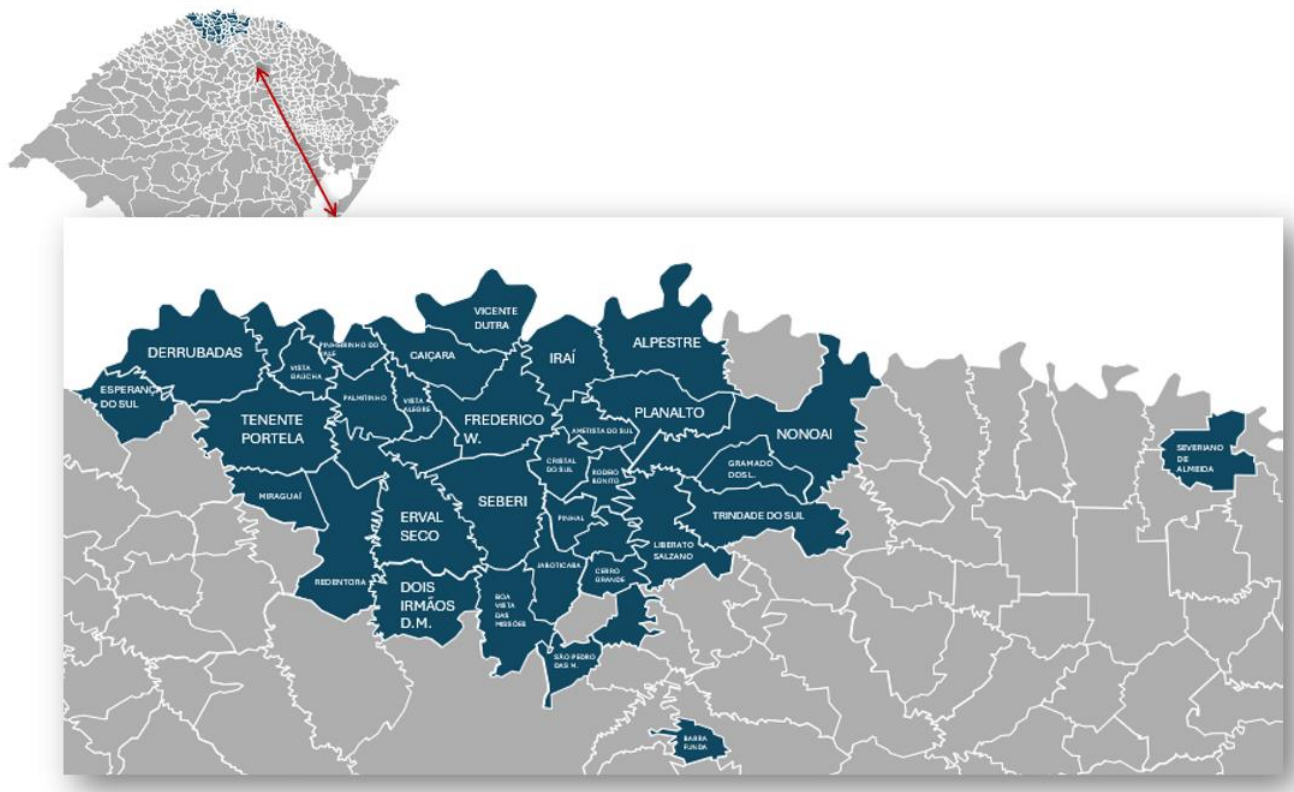 VICENTE
DUTRA
DERRUBADAS
PINHEIRINHO DO
VALE
CAIÇARA
IRAÍ
ALPESTRE
VISTA
GAÚCHA
ESPERANÇA
DO SUL
PALMITINHO
VISTA
ALEGRE
TENENTE
PORTELA
FREDERICO
W.
PLANALTO
AMETISTA DO SUL
NONOAI
CRISTAL
DO SUL
RODEIO
BONITO
GRAMADO
DOS L.
SEVERIANO
DE
ALMEIDA
MIRAGUAÍ
SEBERI
ERVAL
SECO
PINHAL
TRINDADE DO SUL
LIBERATO
SALZANO
REDENTORA
DOIS
IRMÃOS
D.M.
BOA
VISTA
DAS
MISSÕES
JABOTICABA
CERRO
GRANDE
SÃO PEDRO
DAS M.
BARRA
FUNDA